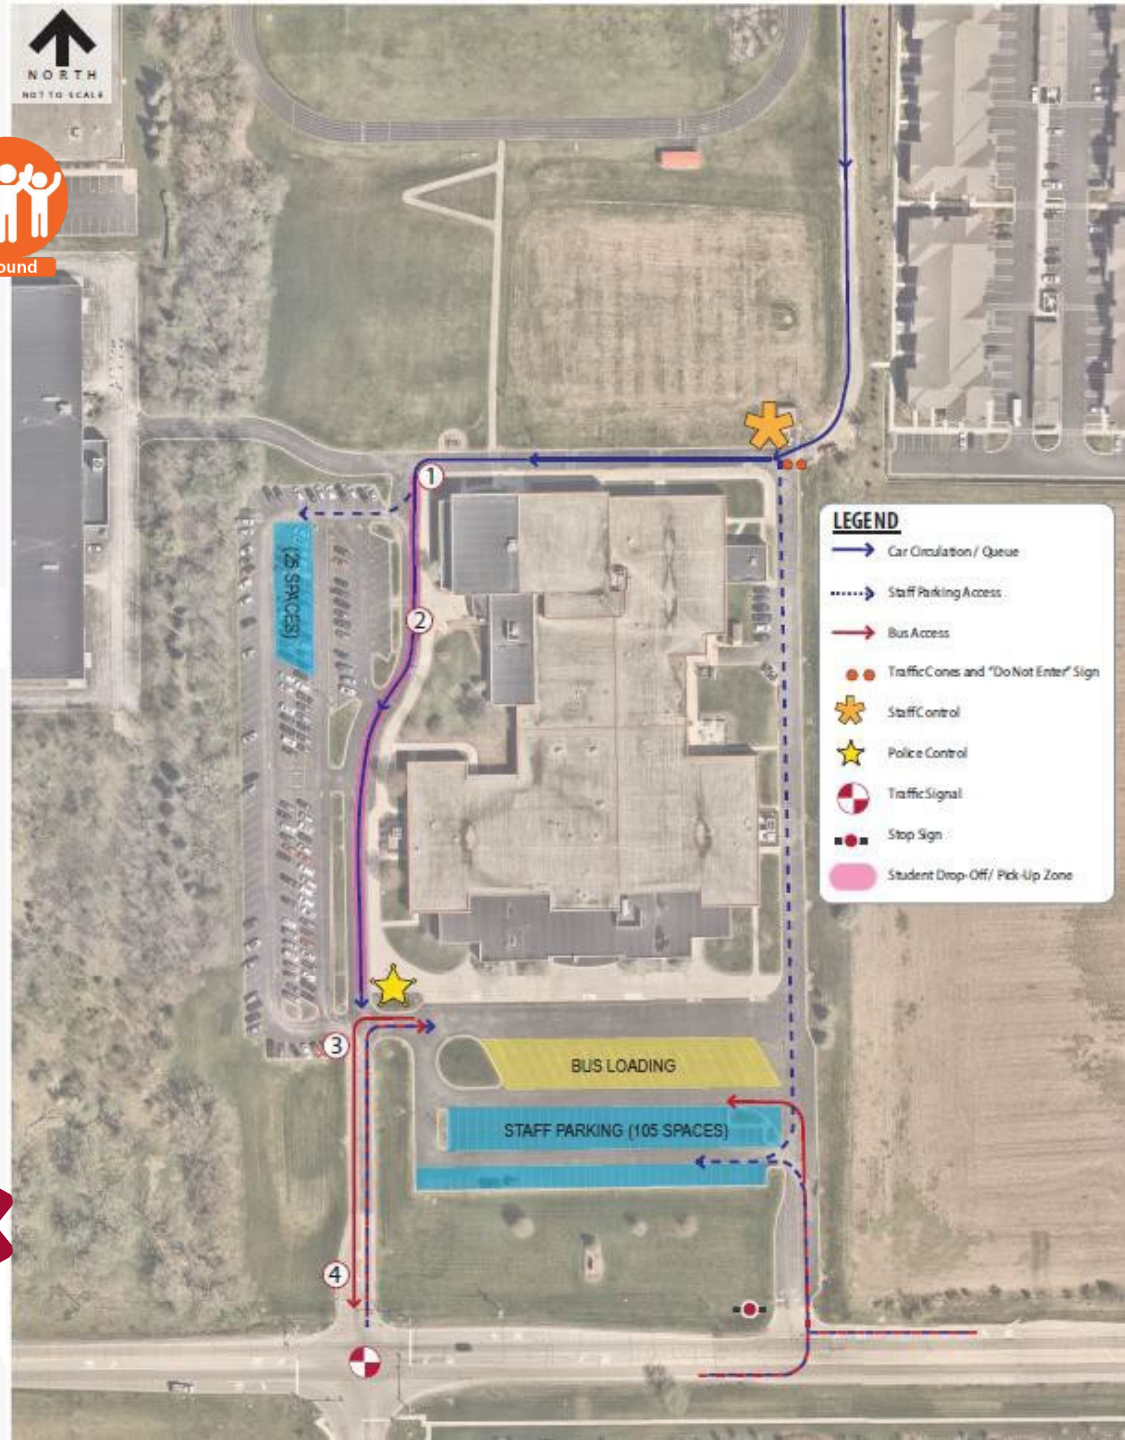 NORTH
NOT TO SCALE
ound
1
2
(26 SPACES)
LEGEND
Car Circulation / Queue
Staff Parking Access
Bus Access
Traffic Cones and "Do Not Enter" Sign
Staff Control
Police Control
Traffic Signal
Stop Sign
Student Drop-Off/ Pick-Up Zone
3
BUS LOADING
STAFF PARKING (105 SPACES)
4